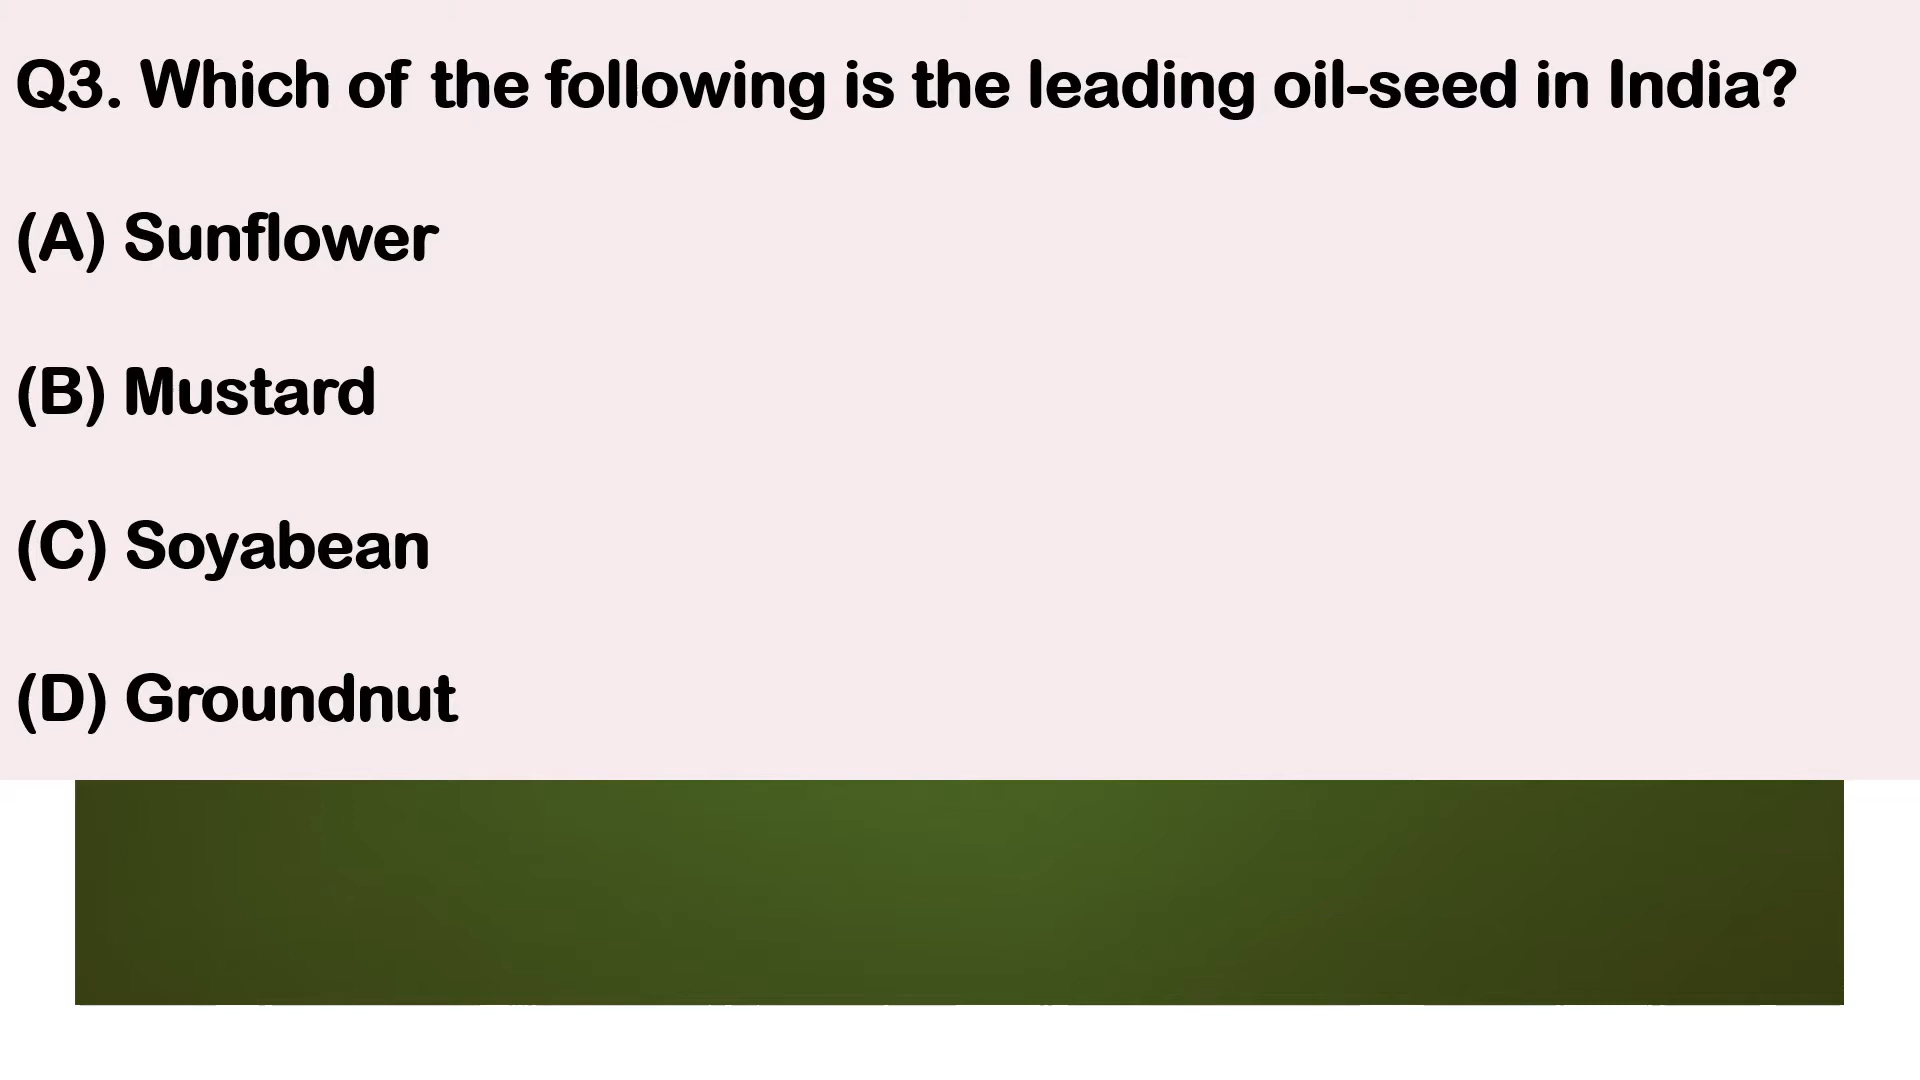 Q3. Which of the following is the leading oil-seed in India?
(A) Sunflower
(B) Mustard
(C) Soyabean
(D) Groundnut